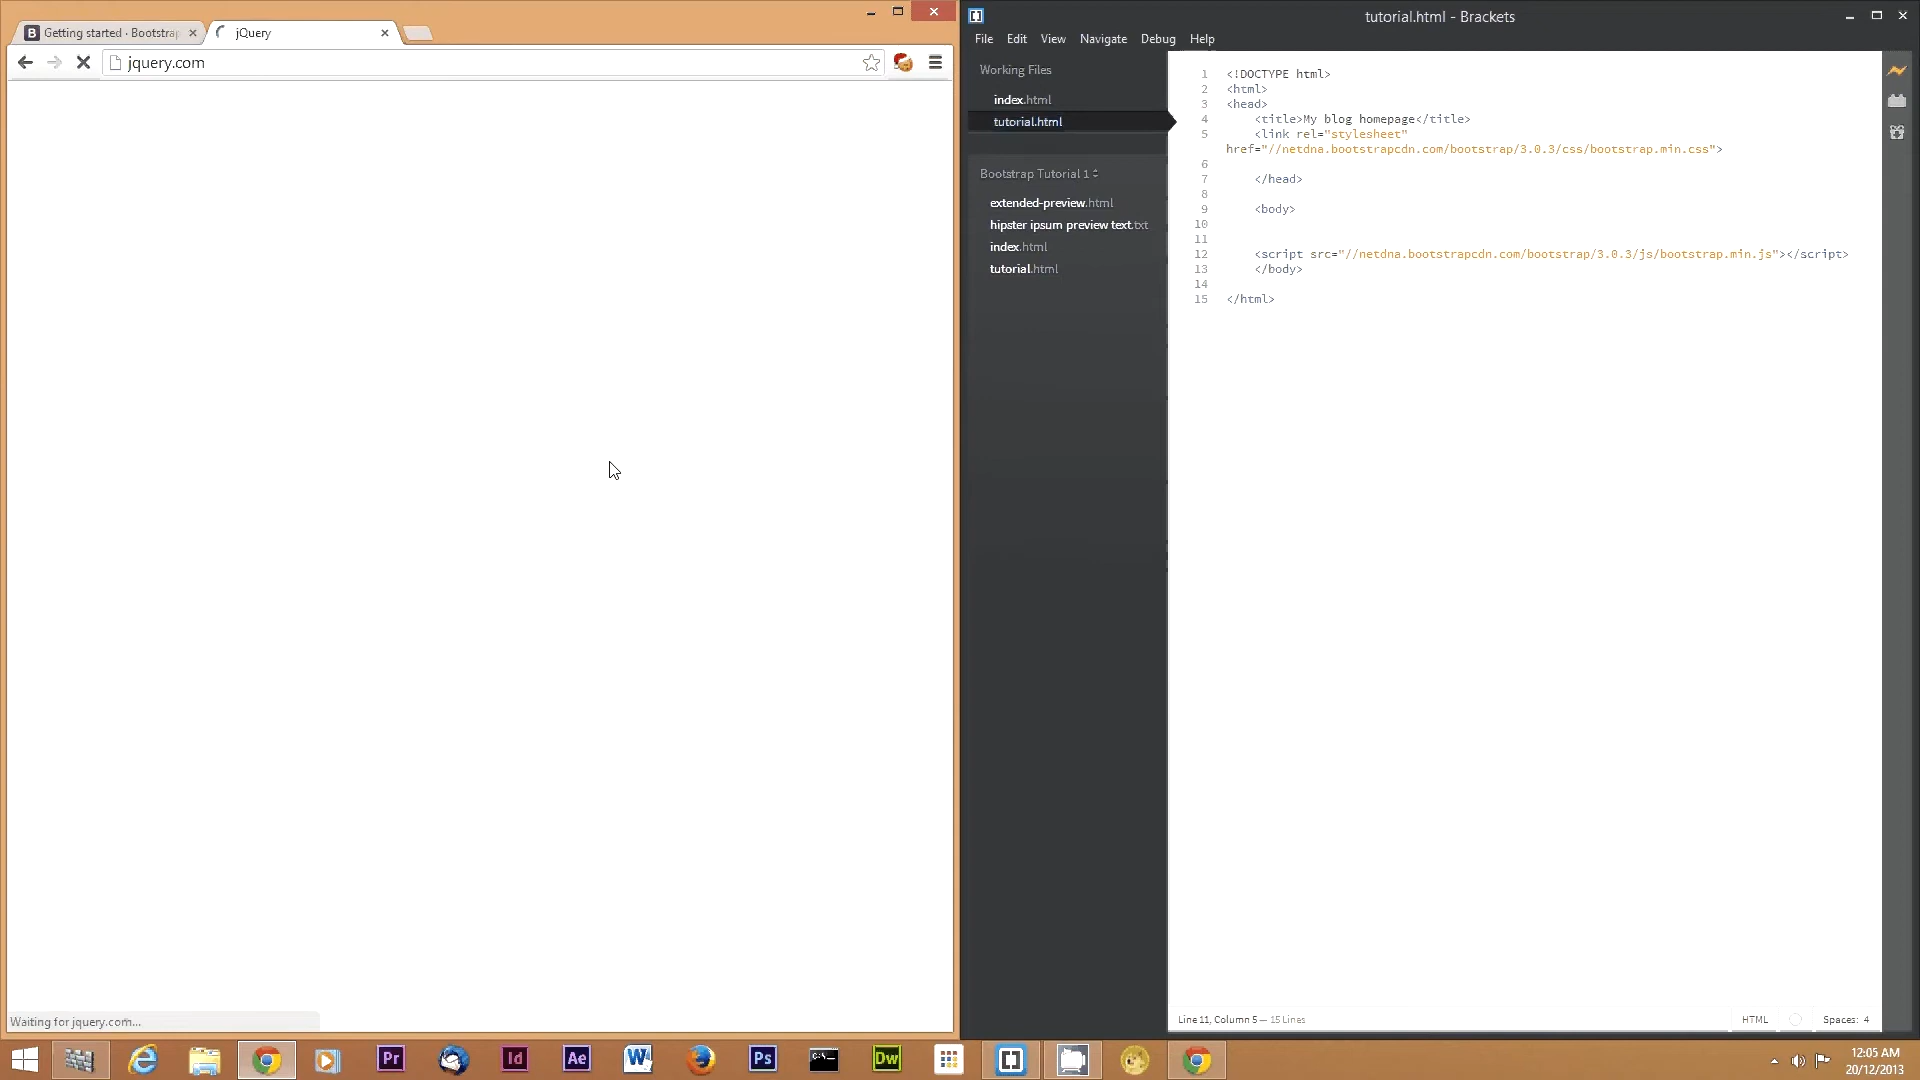 Getting started · Bootstrap
jQuery
jquery.com
Waiting for jquery.com...
tutorial.html - Brackets
File Edit View Navigate Debug Help
Working Files
index.html
tutorial.html
Bootstrap Tutorial 1
extended-preview.html
hipster ipsum preview text.txt
index.html
tutorial.html
1 <!DOCTYPE html>
2 <html>
3 <head>
4 <title>My blog homepage</title>
5 <link rel="stylesheet"
href="//netdna.bootstrapcdn.com/bootstrap/3.0.3/css/bootstrap.min.css">
6
7 </head>
8
9 <body>
10
11
12 <script src="//netdna.bootstrapcdn.com/bootstrap/3.0.3/js/bootstrap.min.js"></script>
13 </body>
14
15 </html>
Line 11, Column 5 — 15 Lines
HTML
Spaces: 4
Pr
Id
Ae
W
Ps
Dw
12:05 AM
20/12/2013